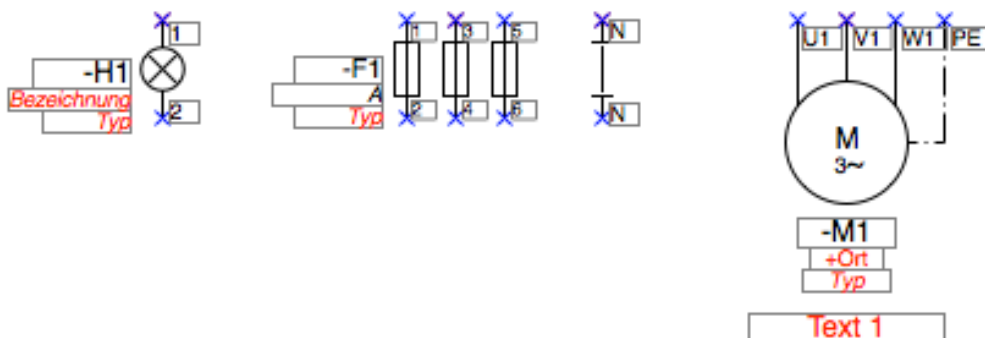 1
-H1
Bezeichnung
Typ
2
1 3 5
-F1
A
Typ
2 4 6
N
N
U1 V1 W1 PE
M
3~
-M1
+Ort
Typ
Text 1